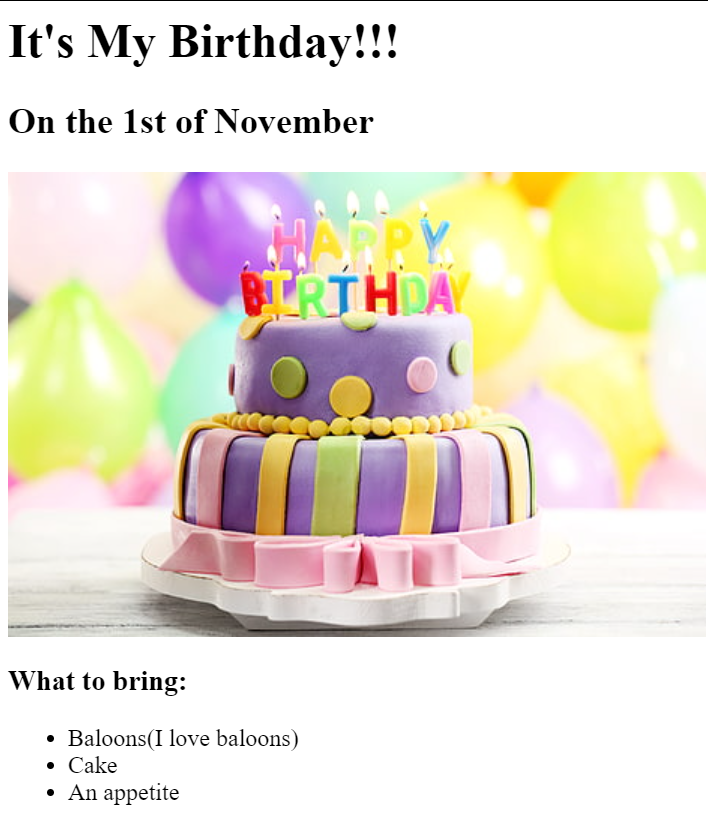 It's My Birthday!!!
On the 1st of November
HAPPY
BIRTHDAY
What to bring:
Baloons(I love baloons)
Cake
An appetite